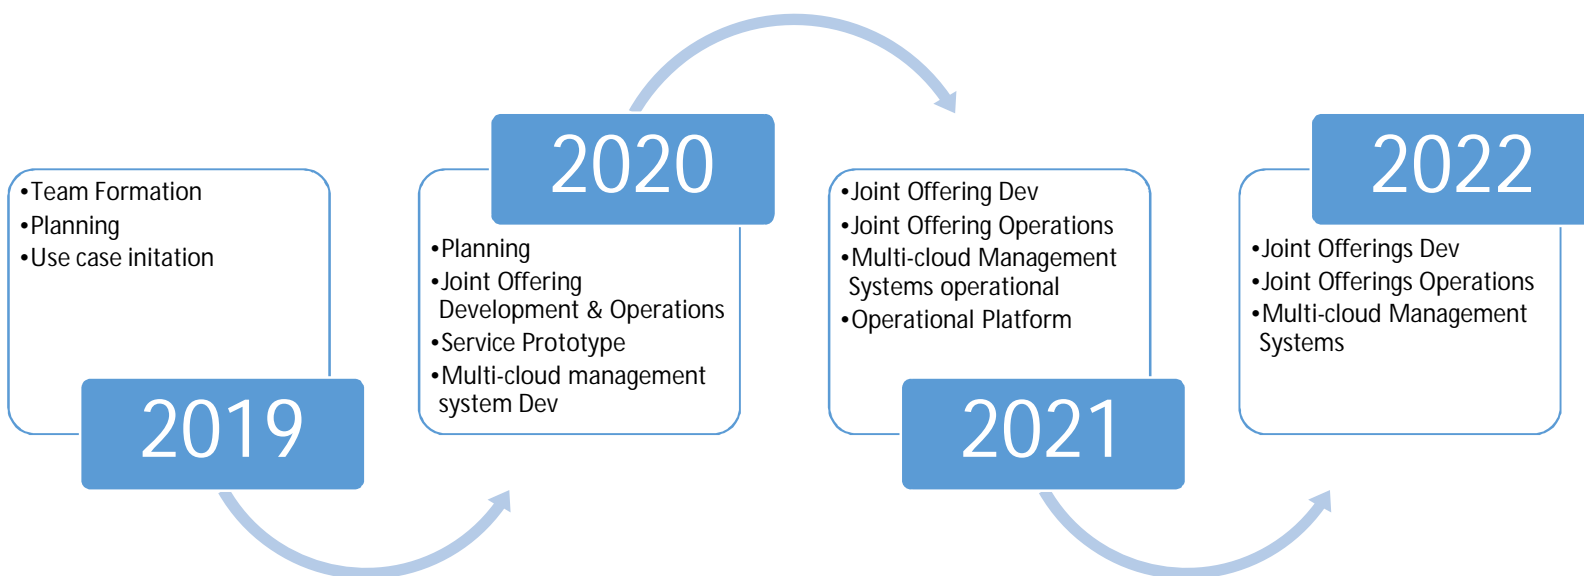 •Team Formation
•Planning
•Use case initation
2019
2020
•Planning
•Joint Offering
Development & Operations
•Service Prototype
•Multi-cloud management
system Dev
•Joint Offering Dev
•Joint Offering Operations
•Multi-cloud Management
Systems operational
•Operational Platform
2021
2022
•Joint Offerings Dev
•Joint Offerings Operations
•Multi-cloud Management
Systems